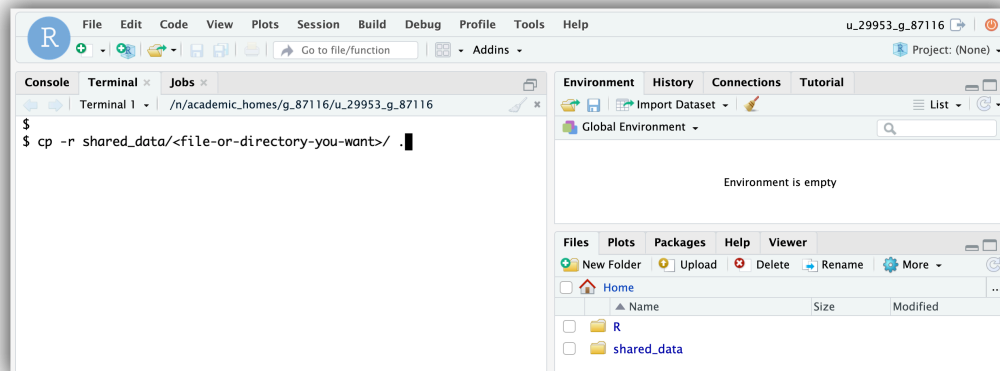 R File Edit Code View Plots Session Build Debug Profile Tools Help u_29953_g_87116
Go to file/function Addins R Project: (None)
Console Terminal × Jobs ×
Terminal 1 /n/academic_homes/g_87116/u_29953_g_87116
$
$ cp -r shared_data/<file-or-directory-you-want>/ .
Environment History Connections Tutorial
Import Dataset List
Global Environment
Environment is empty
Files Plots Packages Help Viewer
New Folder Upload Delete Rename More
Home ..
Name Size Modified
R
shared_data